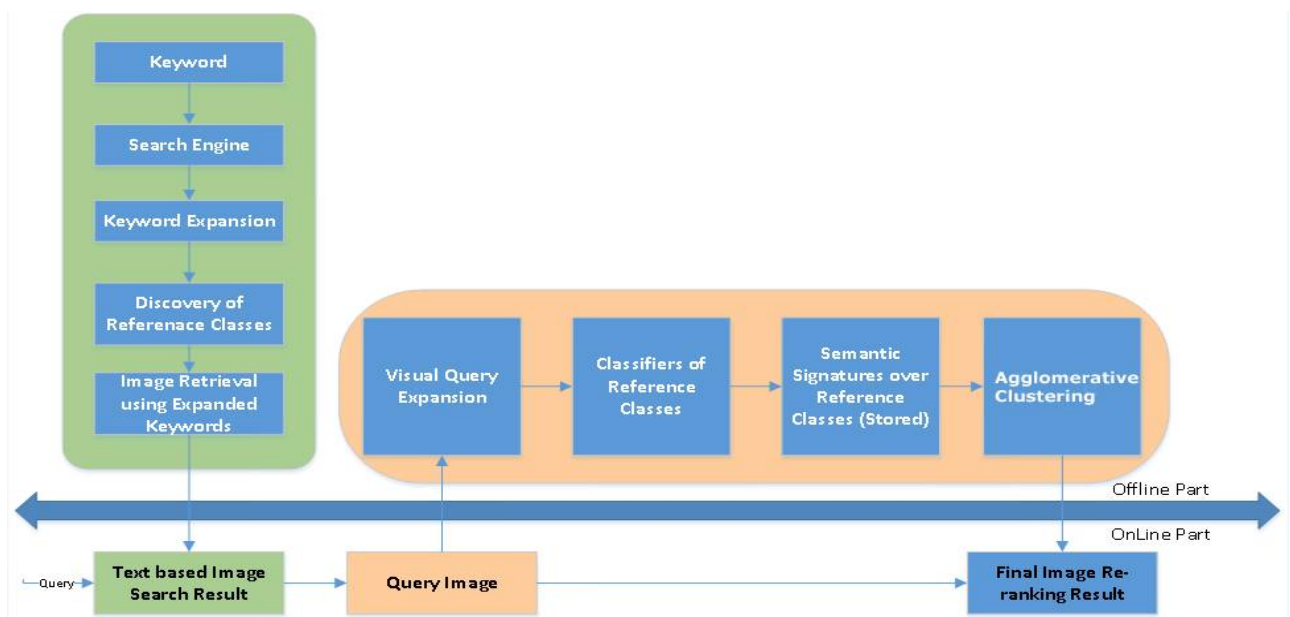 Keyword
Search Engine
Keyword Expansion
Discovery of
Referenace Classes
Image Retrieval
using Expanded
Keywords
Visual Query
Expansion
Classifiers of
Reference
Classes
Semantic
Signatures over
Reference
Classes (Stored)
Agglomerative
Clustering
Offline Part
OnLine Part
Query
Text based Image
Search Result
Query Image
Final Image Re-
ranking Result